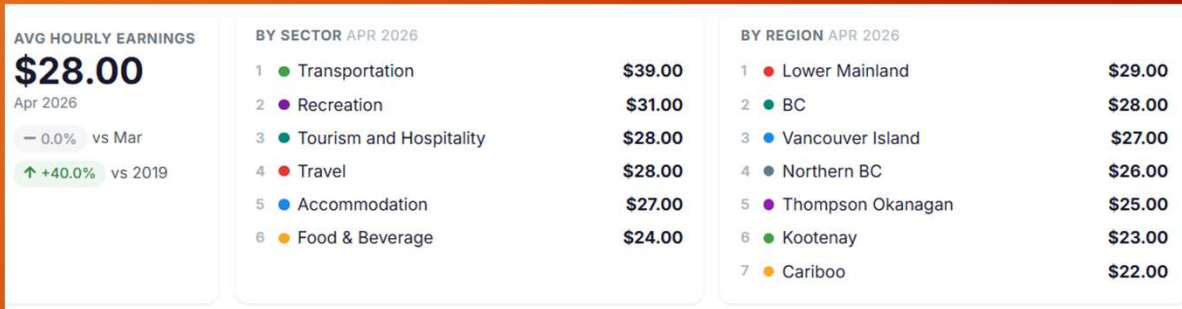 AVG HOURLY EARNINGS
$28.00
Apr 2026
− 0.0% vs Mar
↑ +40.0% vs 2019
BY SECTOR APR 2026
1 Transportation $39.00
2 Recreation $31.00
3 Tourism and Hospitality $28.00
4 Travel $28.00
5 Accommodation $27.00
6 Food & Beverage $24.00
BY REGION APR 2026
1 Lower Mainland $29.00
2 BC $28.00
3 Vancouver Island $27.00
4 Northern BC $26.00
5 Thompson Okanagan $25.00
6 Kootenay $23.00
7 Cariboo $22.00